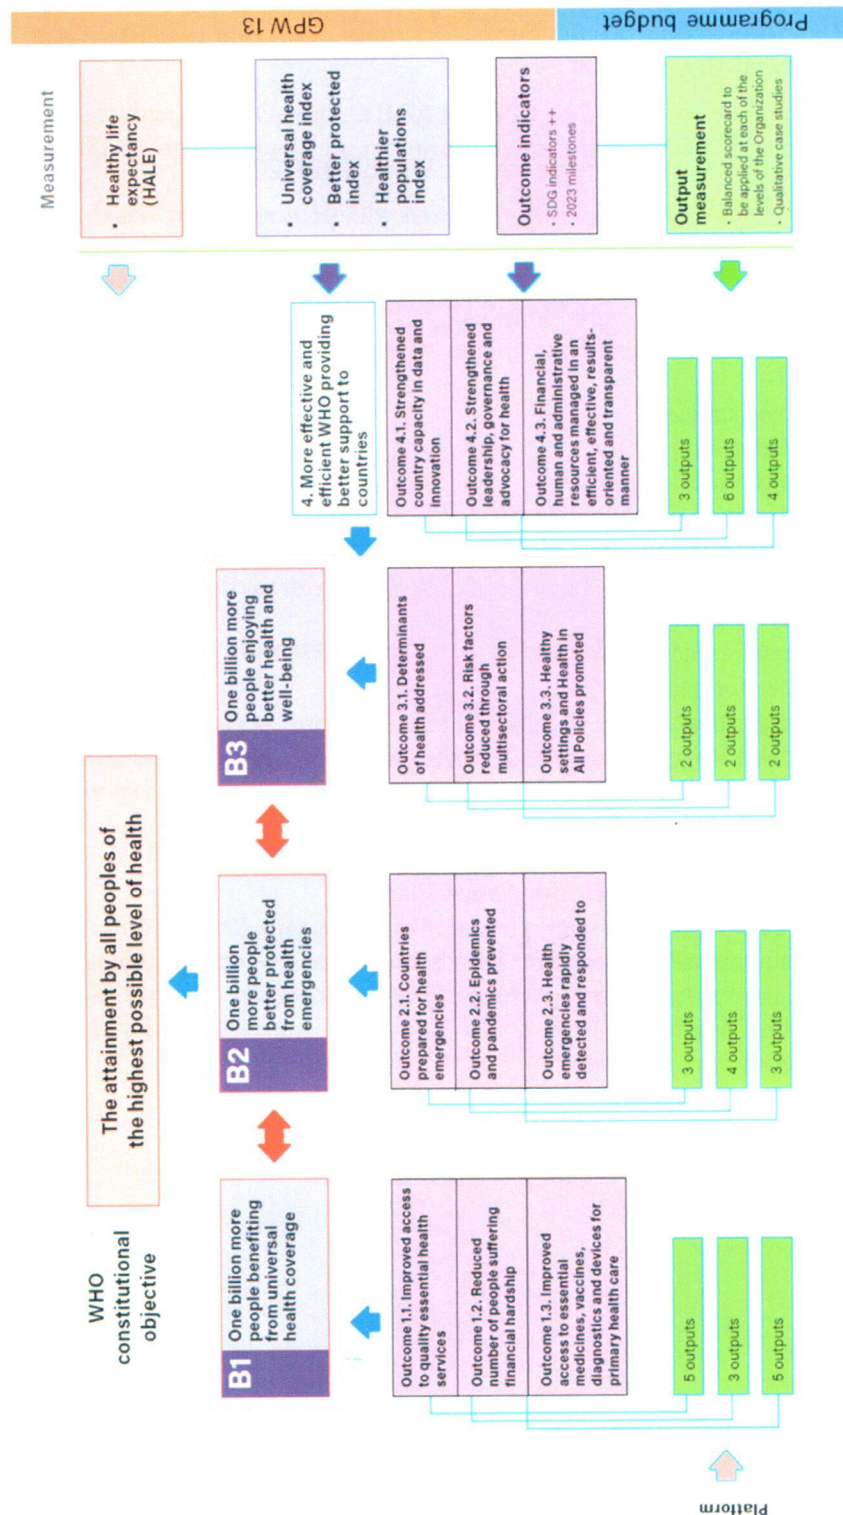 WHO
constitutional
objective
The attainment by all peoples of
the highest possible level of health
Measurement
• Healthy life
expectancy
(HALE)
GPW 13
B1
One billion more
people benefiting
from universal
health coverage
B2
One billion
more people
better protected
from health
emergencies
B3
One billion more
people enjoying
better health and
well-being
4. More effective and
efficient WHO providing
better support to
countries
• Universal health
coverage index
• Better protected
index
• Healthier
populations
index
Outcome 1.1. Improved access
to quality essential health
services
Outcome 1.2. Reduced
number of people suffering
financial hardship
Outcome 1.3. Improved
access to essential
medicines, vaccines,
diagnostics and devices for
primary health care
Outcome 2.1. Countries
prepared for health
emergencies
Outcome 2.2. Epidemics
and pandemics prevented
Outcome 2.3. Health
emergencies rapidly
detected and responded to
Outcome 3.1. Determinants
of health addressed
Outcome 3.2. Risk factors
reduced through
multisectoral action
Outcome 3.3. Healthy
settings and Health in
All Policies promoted
Outcome 4.1. Strengthened
country capacity in data and
innovation
Outcome 4.2. Strengthened
leadership, governance and
advocacy for health
Outcome 4.3. Financial,
human and administrative
resources managed in an
efficient, effective, results-
oriented and transparent
manner
Outcome indicators
• SDG indicators ++
• 2023 milestones
Platform
5 outputs
3 outputs
5 outputs
3 outputs
4 outputs
3 outputs
2 outputs
2 outputs
2 outputs
3 outputs
6 outputs
4 outputs
Output
measurement
• Balanced scorecard to
be applied at each of the
levels of the Organization
• Qualitative case studies
Programme budget